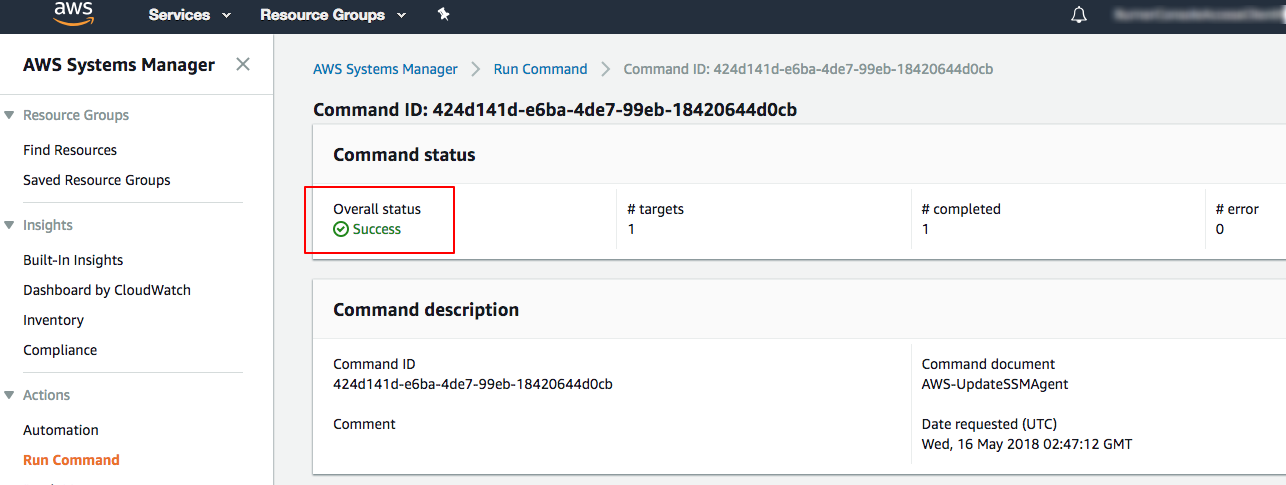 aws Services Resource Groups
AWS Systems Manager
Resource Groups
Find Resources
Saved Resource Groups
Insights
Built-In Insights
Dashboard by CloudWatch
Inventory
Compliance
Actions
Automation
Run Command
AWS Systems Manager Run Command Command ID: 424d141d-e6ba-4de7-99eb-18420644d0cb
Command ID: 424d141d-e6ba-4de7-99eb-18420644d0cb
Command status
Overall status # targets # completed # error
Success 1 1 0
Command description
Command ID Command document
424d141d-e6ba-4de7-99eb-18420644d0cb AWS-UpdateSSMAgent
Comment Date requested (UTC)
Wed, 16 May 2018 02:47:12 GMT